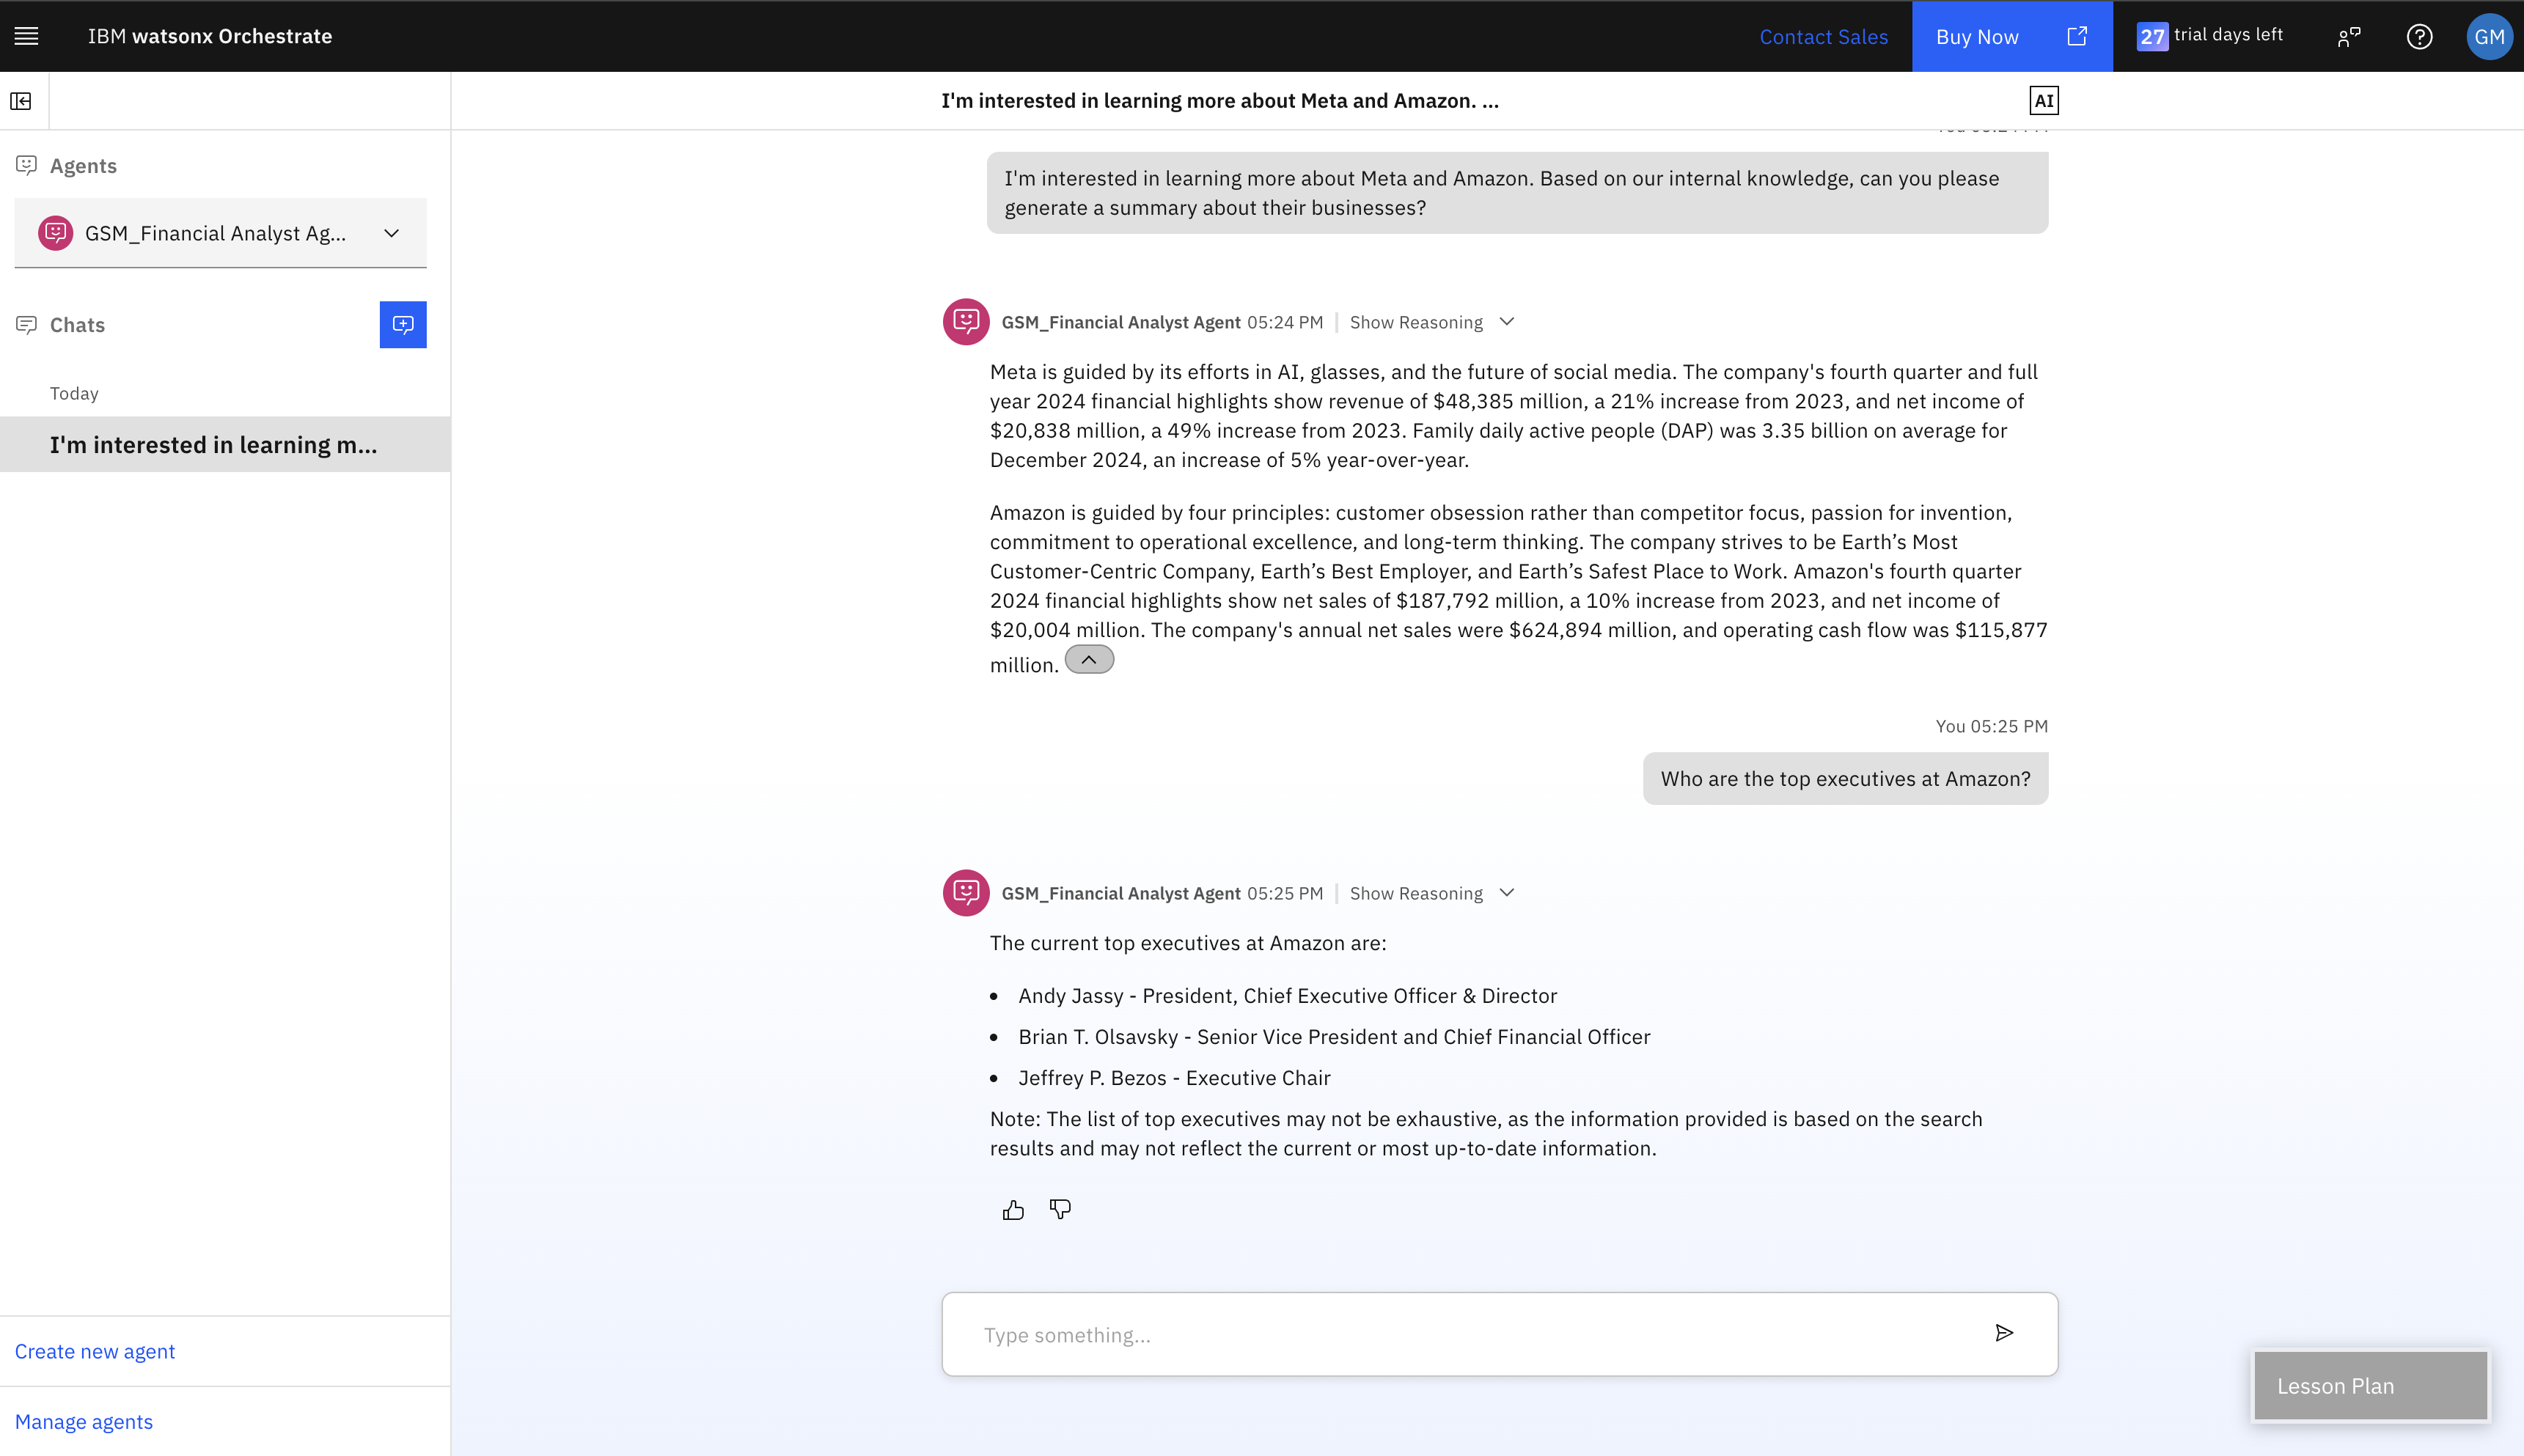 IBM watsonx Orchestrate
Contact Sales
Buy Now
27 trial days left
GM
I'm interested in learning more about Meta and Amazon. ...
AI
Agents
GSM_Financial Analyst Ag...
Chats
Today
I'm interested in learning m...
Create new agent
Manage agents
I'm interested in learning more about Meta and Amazon. Based on our internal knowledge, can you please
generate a summary about their businesses?
GSM_Financial Analyst Agent 05:24 PM | Show Reasoning
Meta is guided by its efforts in AI, glasses, and the future of social media. The company's fourth quarter and full
year 2024 financial highlights show revenue of $48,385 million, a 21% increase from 2023, and net income of
$20,838 million, a 49% increase from 2023. Family daily active people (DAP) was 3.35 billion on average for
December 2024, an increase of 5% year-over-year.
Amazon is guided by four principles: customer obsession rather than competitor focus, passion for invention,
commitment to operational excellence, and long-term thinking. The company strives to be Earth’s Most
Customer-Centric Company, Earth’s Best Employer, and Earth’s Safest Place to Work. Amazon's fourth quarter
2024 financial highlights show net sales of $187,792 million, a 10% increase from 2023, and net income of
$20,004 million. The company's annual net sales were $624,894 million, and operating cash flow was $115,877
million.
You 05:25 PM
Who are the top executives at Amazon?
GSM_Financial Analyst Agent 05:25 PM | Show Reasoning
The current top executives at Amazon are:
• Andy Jassy - President, Chief Executive Officer & Director
• Brian T. Olsavsky - Senior Vice President and Chief Financial Officer
• Jeffrey P. Bezos - Executive Chair
Note: The list of top executives may not be exhaustive, as the information provided is based on the search
results and may not reflect the current or most up-to-date information.
Type something...
Lesson Plan